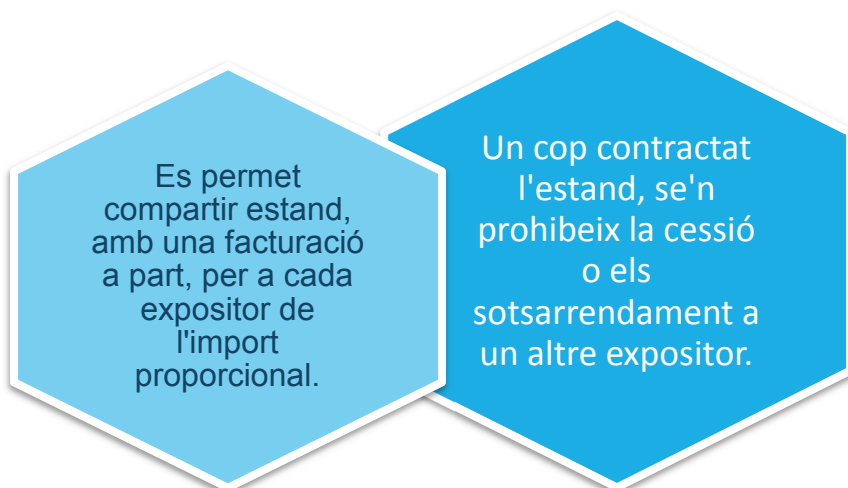 Es permet
compartir estand,
amb una facturació
a part, per a cada
expositor de
l'import
proporcional.
Un cop contractat
l'estand, se'n
prohibeix la cessió
o els
sotsarrendament a
un altre expositor.